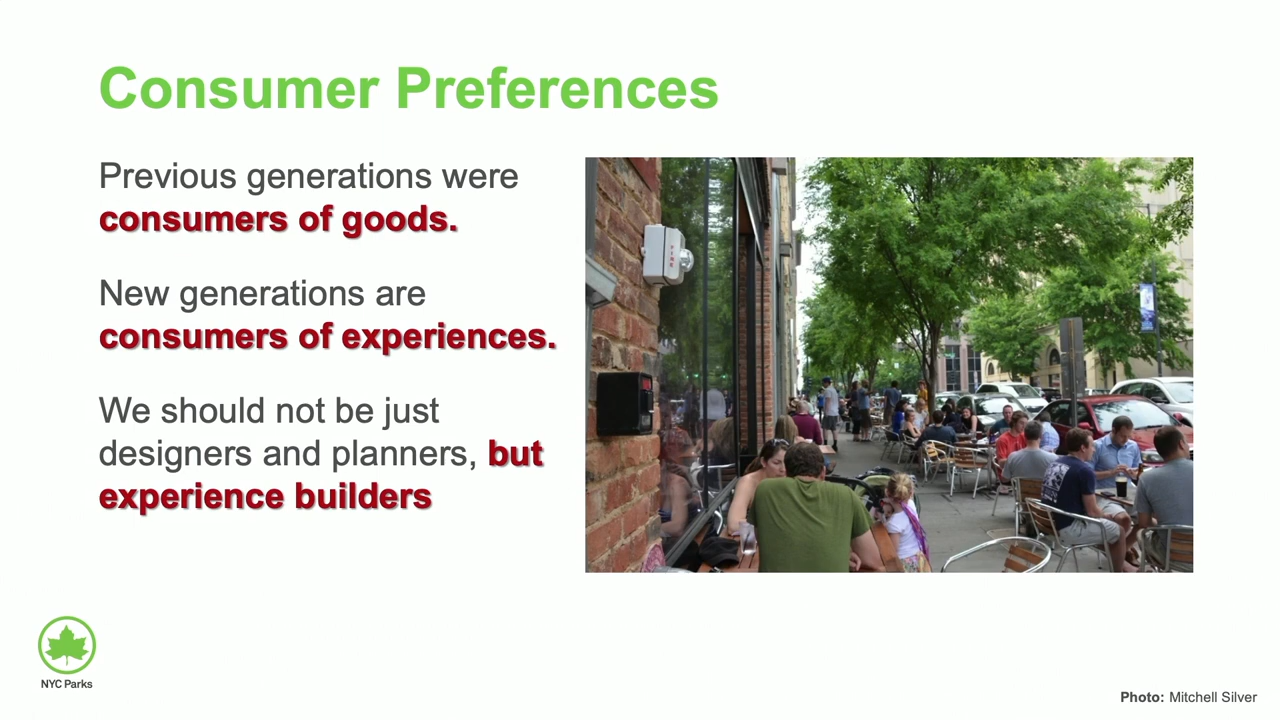 Consumer Preferences
Previous generations were
consumers of goods.
New generations are
consumers of experiences.
We should not be just
designers and planners, but
experience builders
FIRE
NYC Parks
Photo: Mitchell Silver